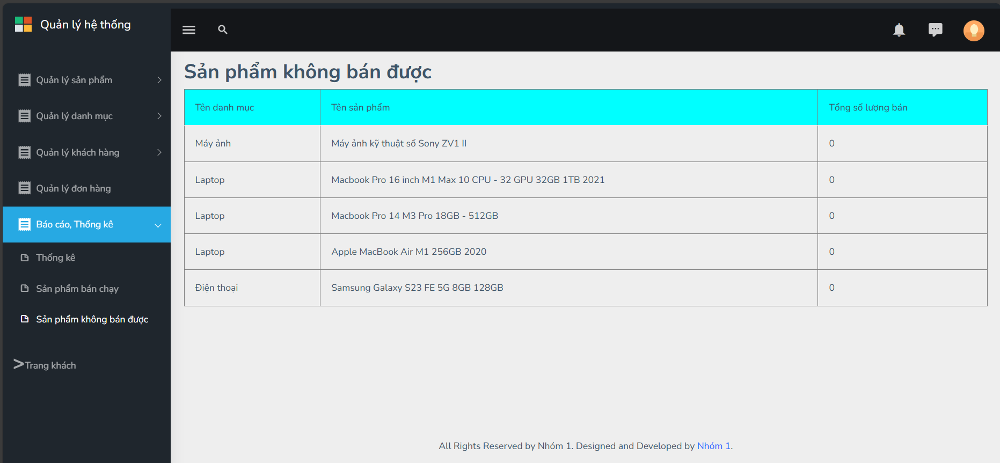 Quản lý hệ thống
Quản lý sản phẩm
Quản lý danh mục
Quản lý khách hàng
Quản lý đơn hàng
Báo cáo, Thống kê
Thống kê
Sản phẩm bán chạy
Sản phẩm không bán được
>Trang khách
Sản phẩm không bán được
Tên danh mục Tên sản phẩm Tổng số lượng bán
Máy ảnh Máy ảnh kỹ thuật số Sony ZV1 II 0
Laptop Macbook Pro 16 inch M1 Max 10 CPU - 32 GPU 32GB 1TB 2021 0
Laptop Macbook Pro 14 M3 Pro 18GB - 512GB 0
Laptop Apple MacBook Air M1 256GB 2020 0
Điện thoại Samsung Galaxy S23 FE 5G 8GB 128GB 0
All Rights Reserved by Nhóm 1. Designed and Developed by Nhóm 1.